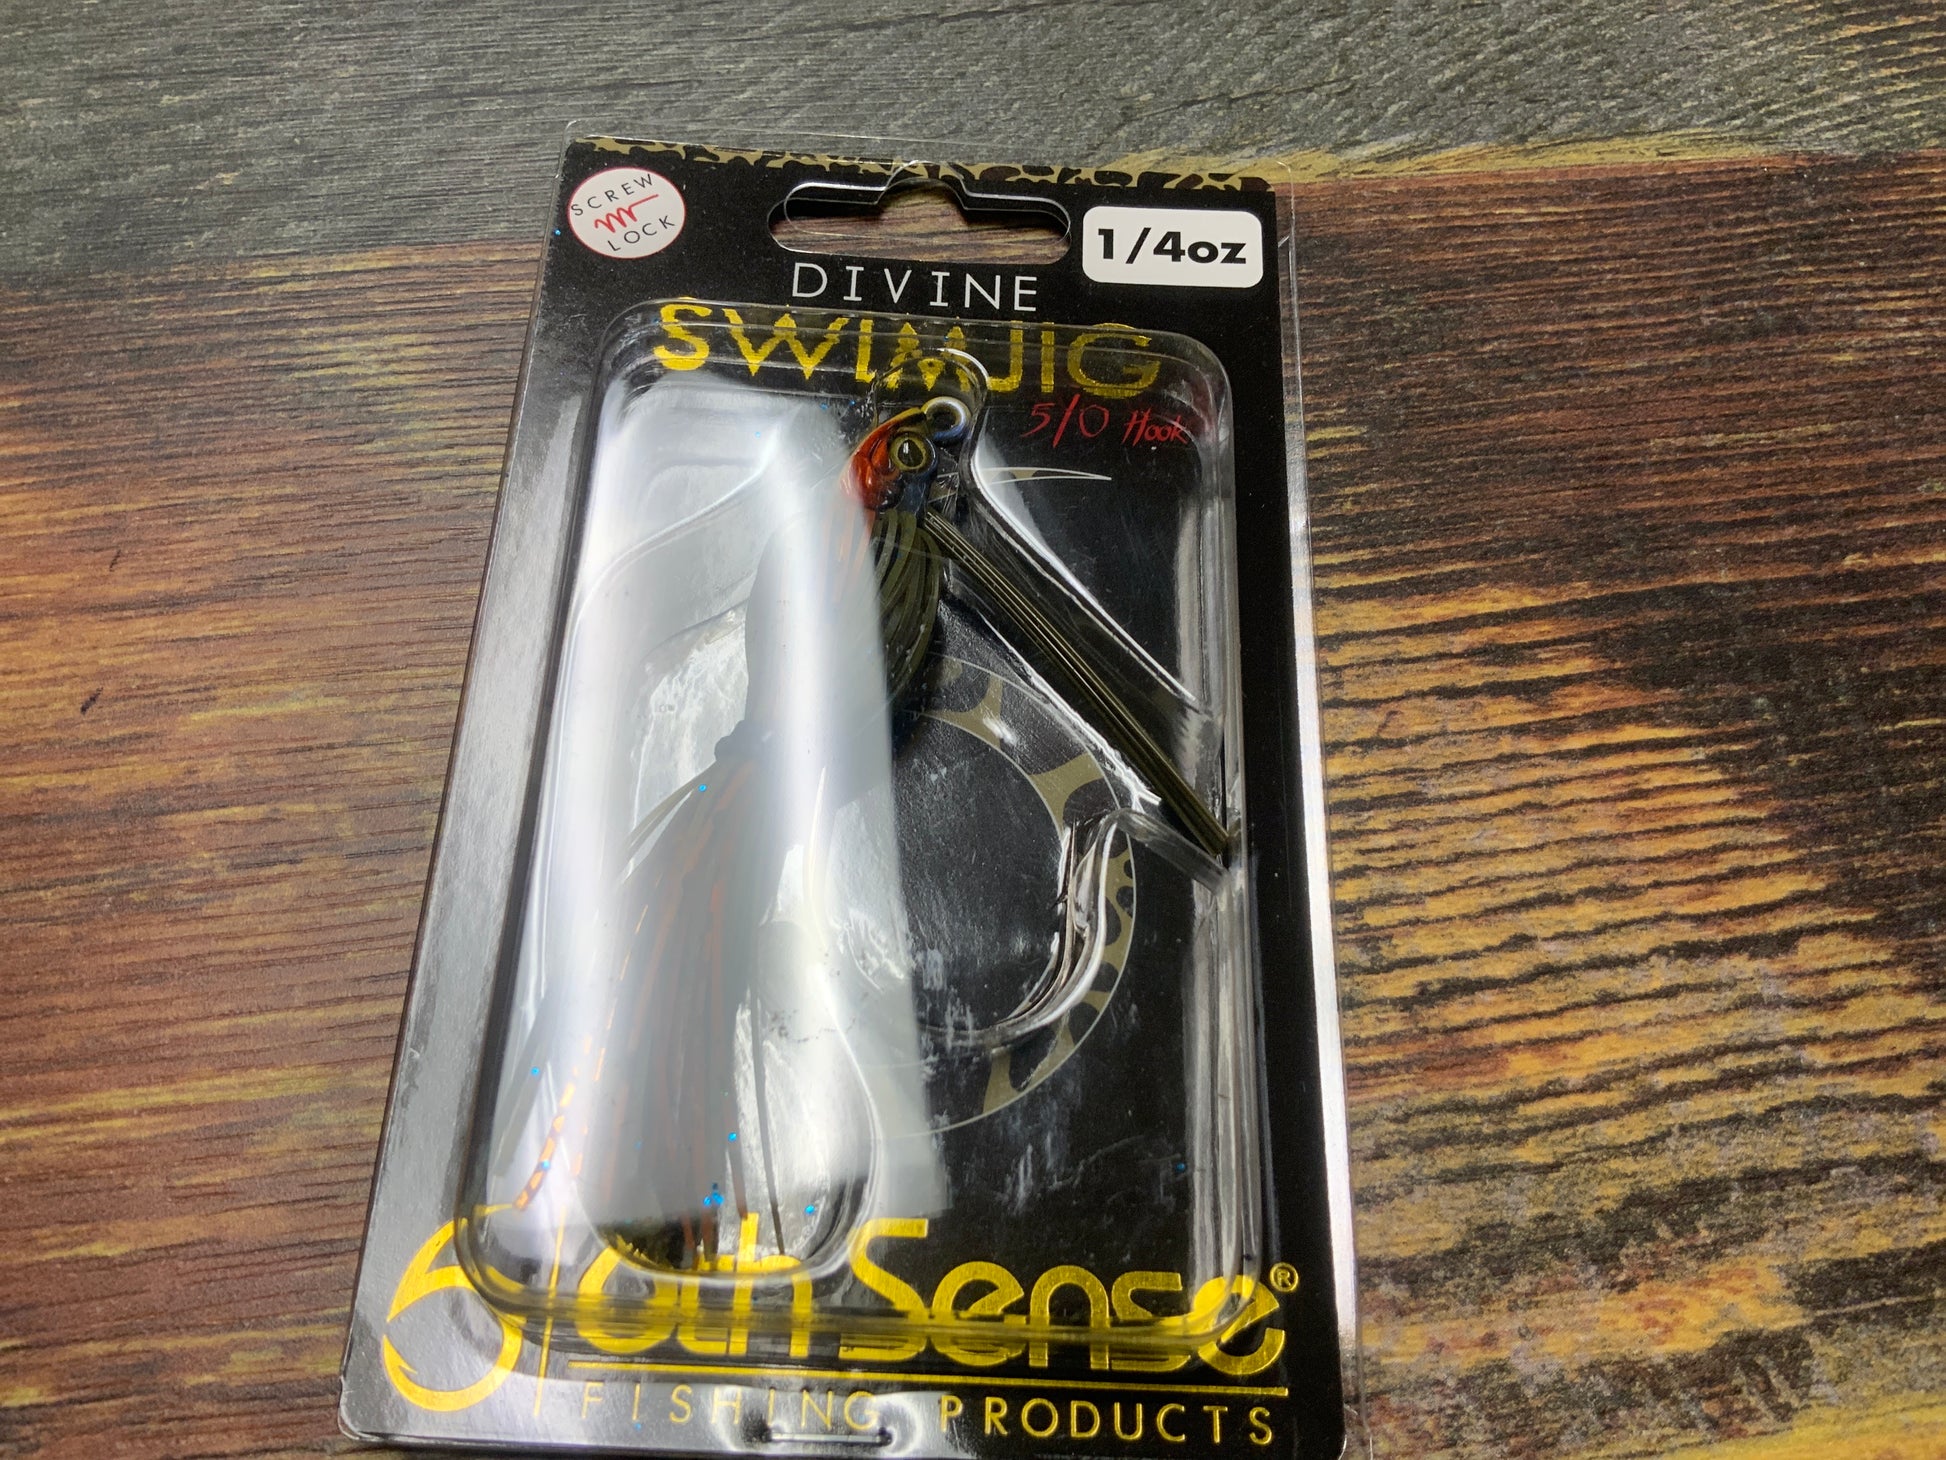 SCREW
LOCK
1/4oz
DIVINE
SWIMJIG
5/0 Hook
6th Sense®
FISHING PRODUCTS